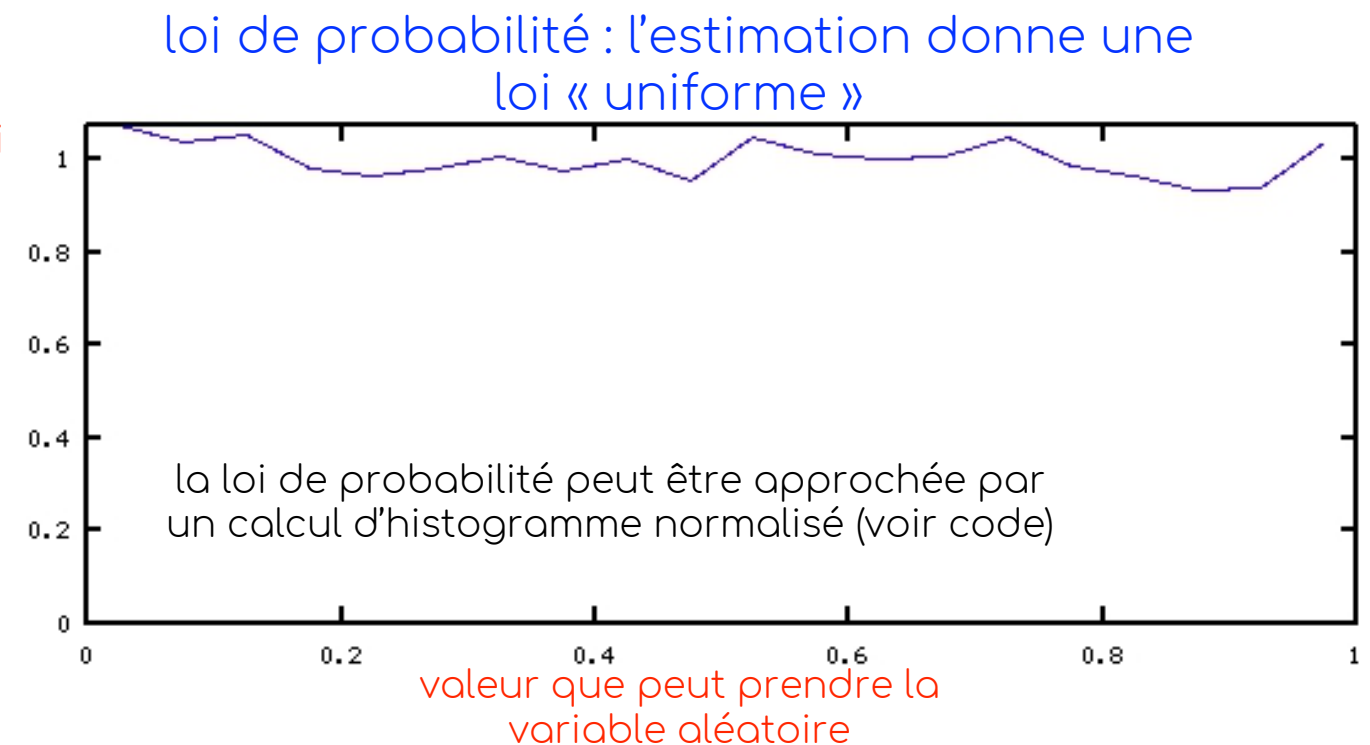 loi de probabilité : l’estimation donne une
loi « uniforme »
1
0.8
0.6
0.4
la loi de probabilité peut être approchée par
un calcul d’histogramme normalisé (voir code)
0.2
0
0 0.2 0.4 0.6 0.8 1
valeur que peut prendre la
variable aléatoire